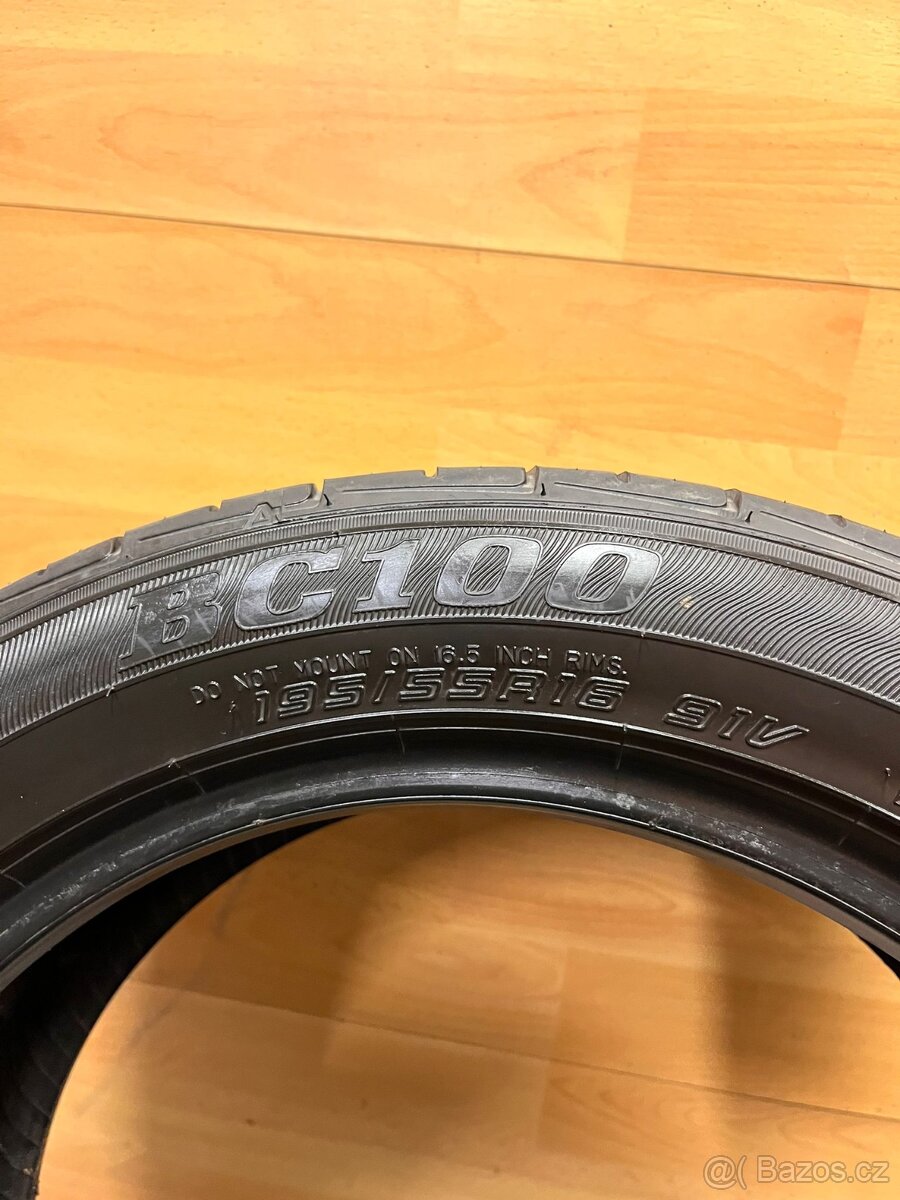 BC100
DO NOT MOUNT ON 16.5 INCH RIMS.
195/55R16 91V
@( Bazos.cz